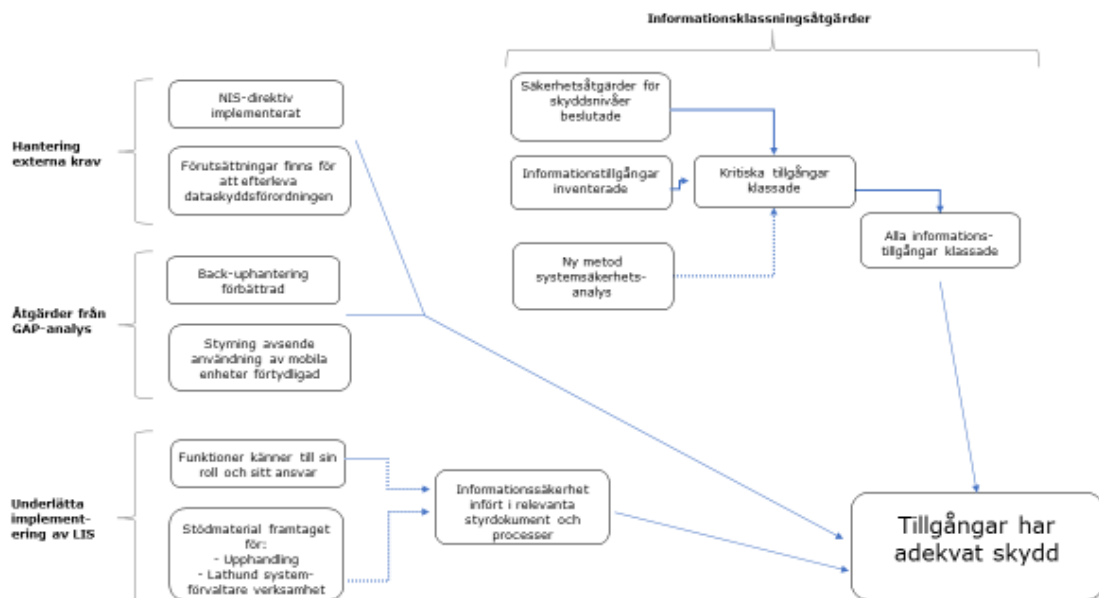 Informationsklassningsåtgärder
Hantering
externa krav
NIS-direktiv
implementerat
Förutsättningar finns för
att efterleva
dataskyddsförordningen
Säkerhetsåtgärder för
skyddsnivåer
beslutade
Informationstillgångar
inventerade
Ny metod
systemsäkerhets-
analys
Kritiska tillgångar
klassade
Alla informations-
tillgångar klassade
Åtgärder från
GAP-analys
Back-uphantering
förbättrad
Styrning avsende
användning av mobila
enheter förtydligad
Underlätta
implement-
ering av LIS
Funktioner känner till sin
roll och sitt ansvar
Stödmaterial framtaget
för:
- Upphandling
- Lathund system-
förvaltare verksamhet
Informationssäkerhet
infört i relevanta
styrdokument och
processer
Tillgångar har
adekvat skydd